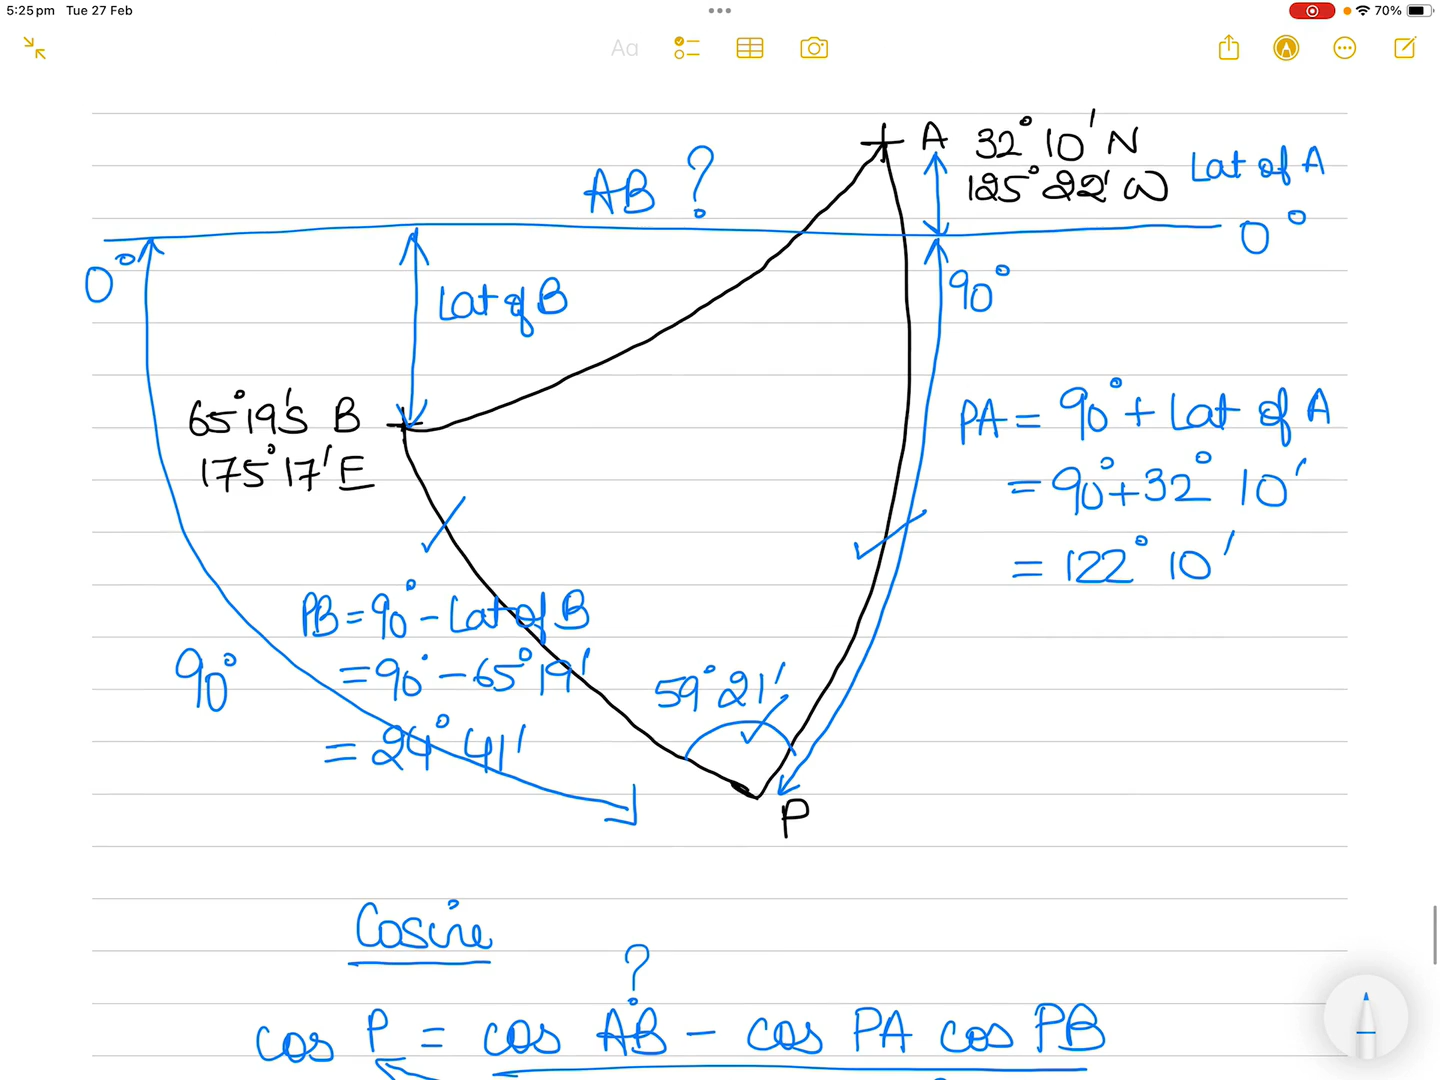 5:25 pm Tue 27 Feb
70%
Aa
A 32° 10' N
125° 22' W
Lat of A
AB ?
0°
0°
90°
Lat of B
65° 19' S B
175° 17' E
PA = 90° + Lat of A
= 90° + 32° 10'
= 122° 10'
PB = 90° - Lat of B
= 90° - 65° 19'
= 24° 41'
90°
59° 21'
P
Cosine
?
cos P = cos AB - cos PA cos PB